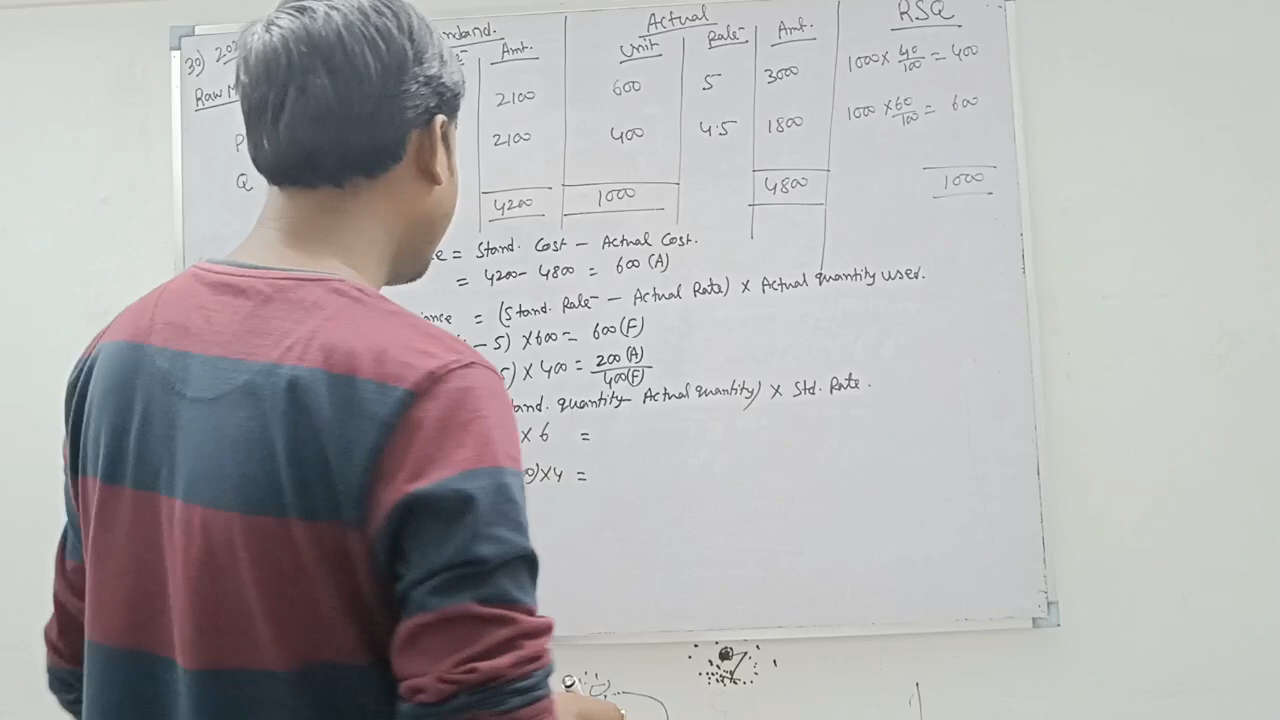 30) 202 ndand. Actual RSQ
Amt. Unit Rate Amt.
Raw M 2100 600 5 3000 1000 × 40/100 = 400
P 2100 400 4.5 1800 1000 × 60/100 = 600
Q 4200 1000 4800 1000
ce = Stand. Cost – Actual Cost.
= 4200 – 4800 = 600 (A)
iance = (Stand. Rate – Actual Rate) × Actual quantity used.
– 5) × 600 = 600 (F)
5) × 400 = 200 (A)
400 (F)
and. quantity – Actual quantity) × Std. Rate.
× 6 =
0) × 4 =